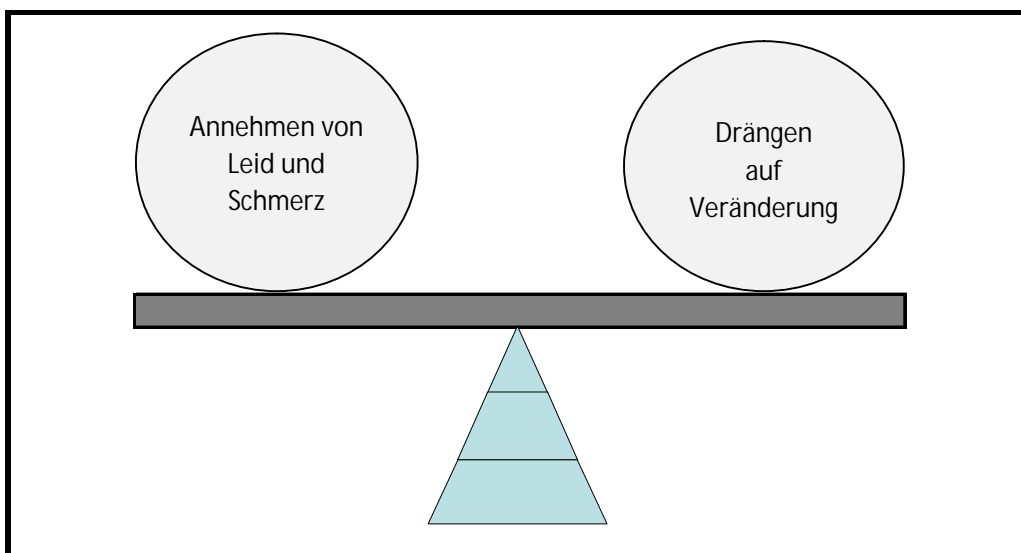 Annehmen von
Leid und
Schmerz
Drängen
auf
Veränderung